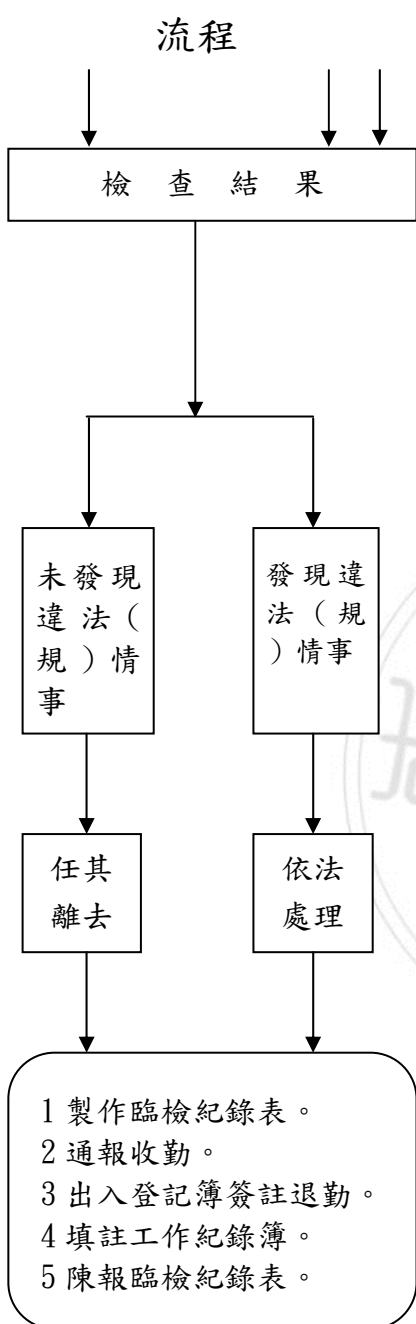 流程
檢查結果
未發現
違法（
規）情
事
發現違
法（規
）情事
任其
離去
依法
處理
1 製作臨檢紀錄表。
2 通報收勤。
3 出入登記簿簽註退勤。
4 填註工作紀錄簿。
5 陳報臨檢紀錄表。